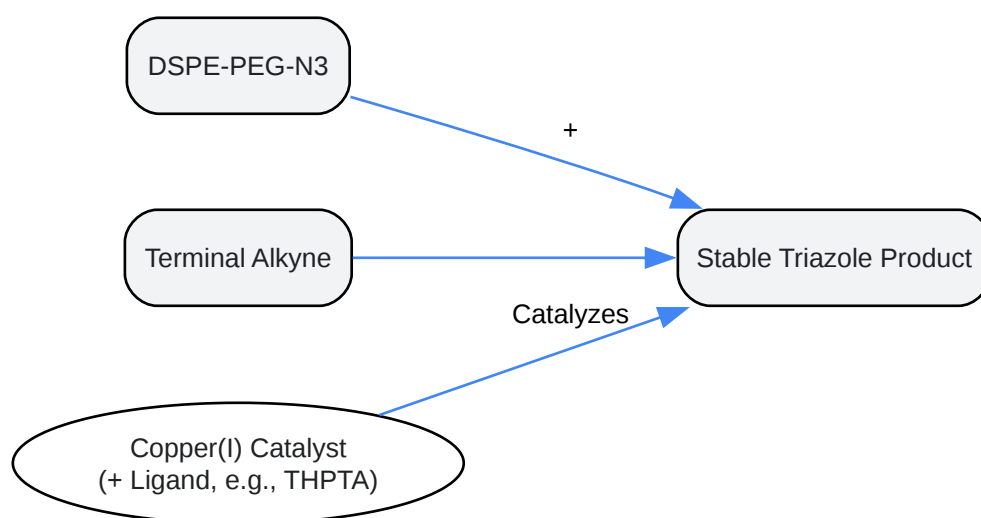 DSPE-PEG-N3
+
Terminal Alkyne
Stable Triazole Product
Catalyzes
Copper(I) Catalyst
(+ Ligand, e.g., THPTA)